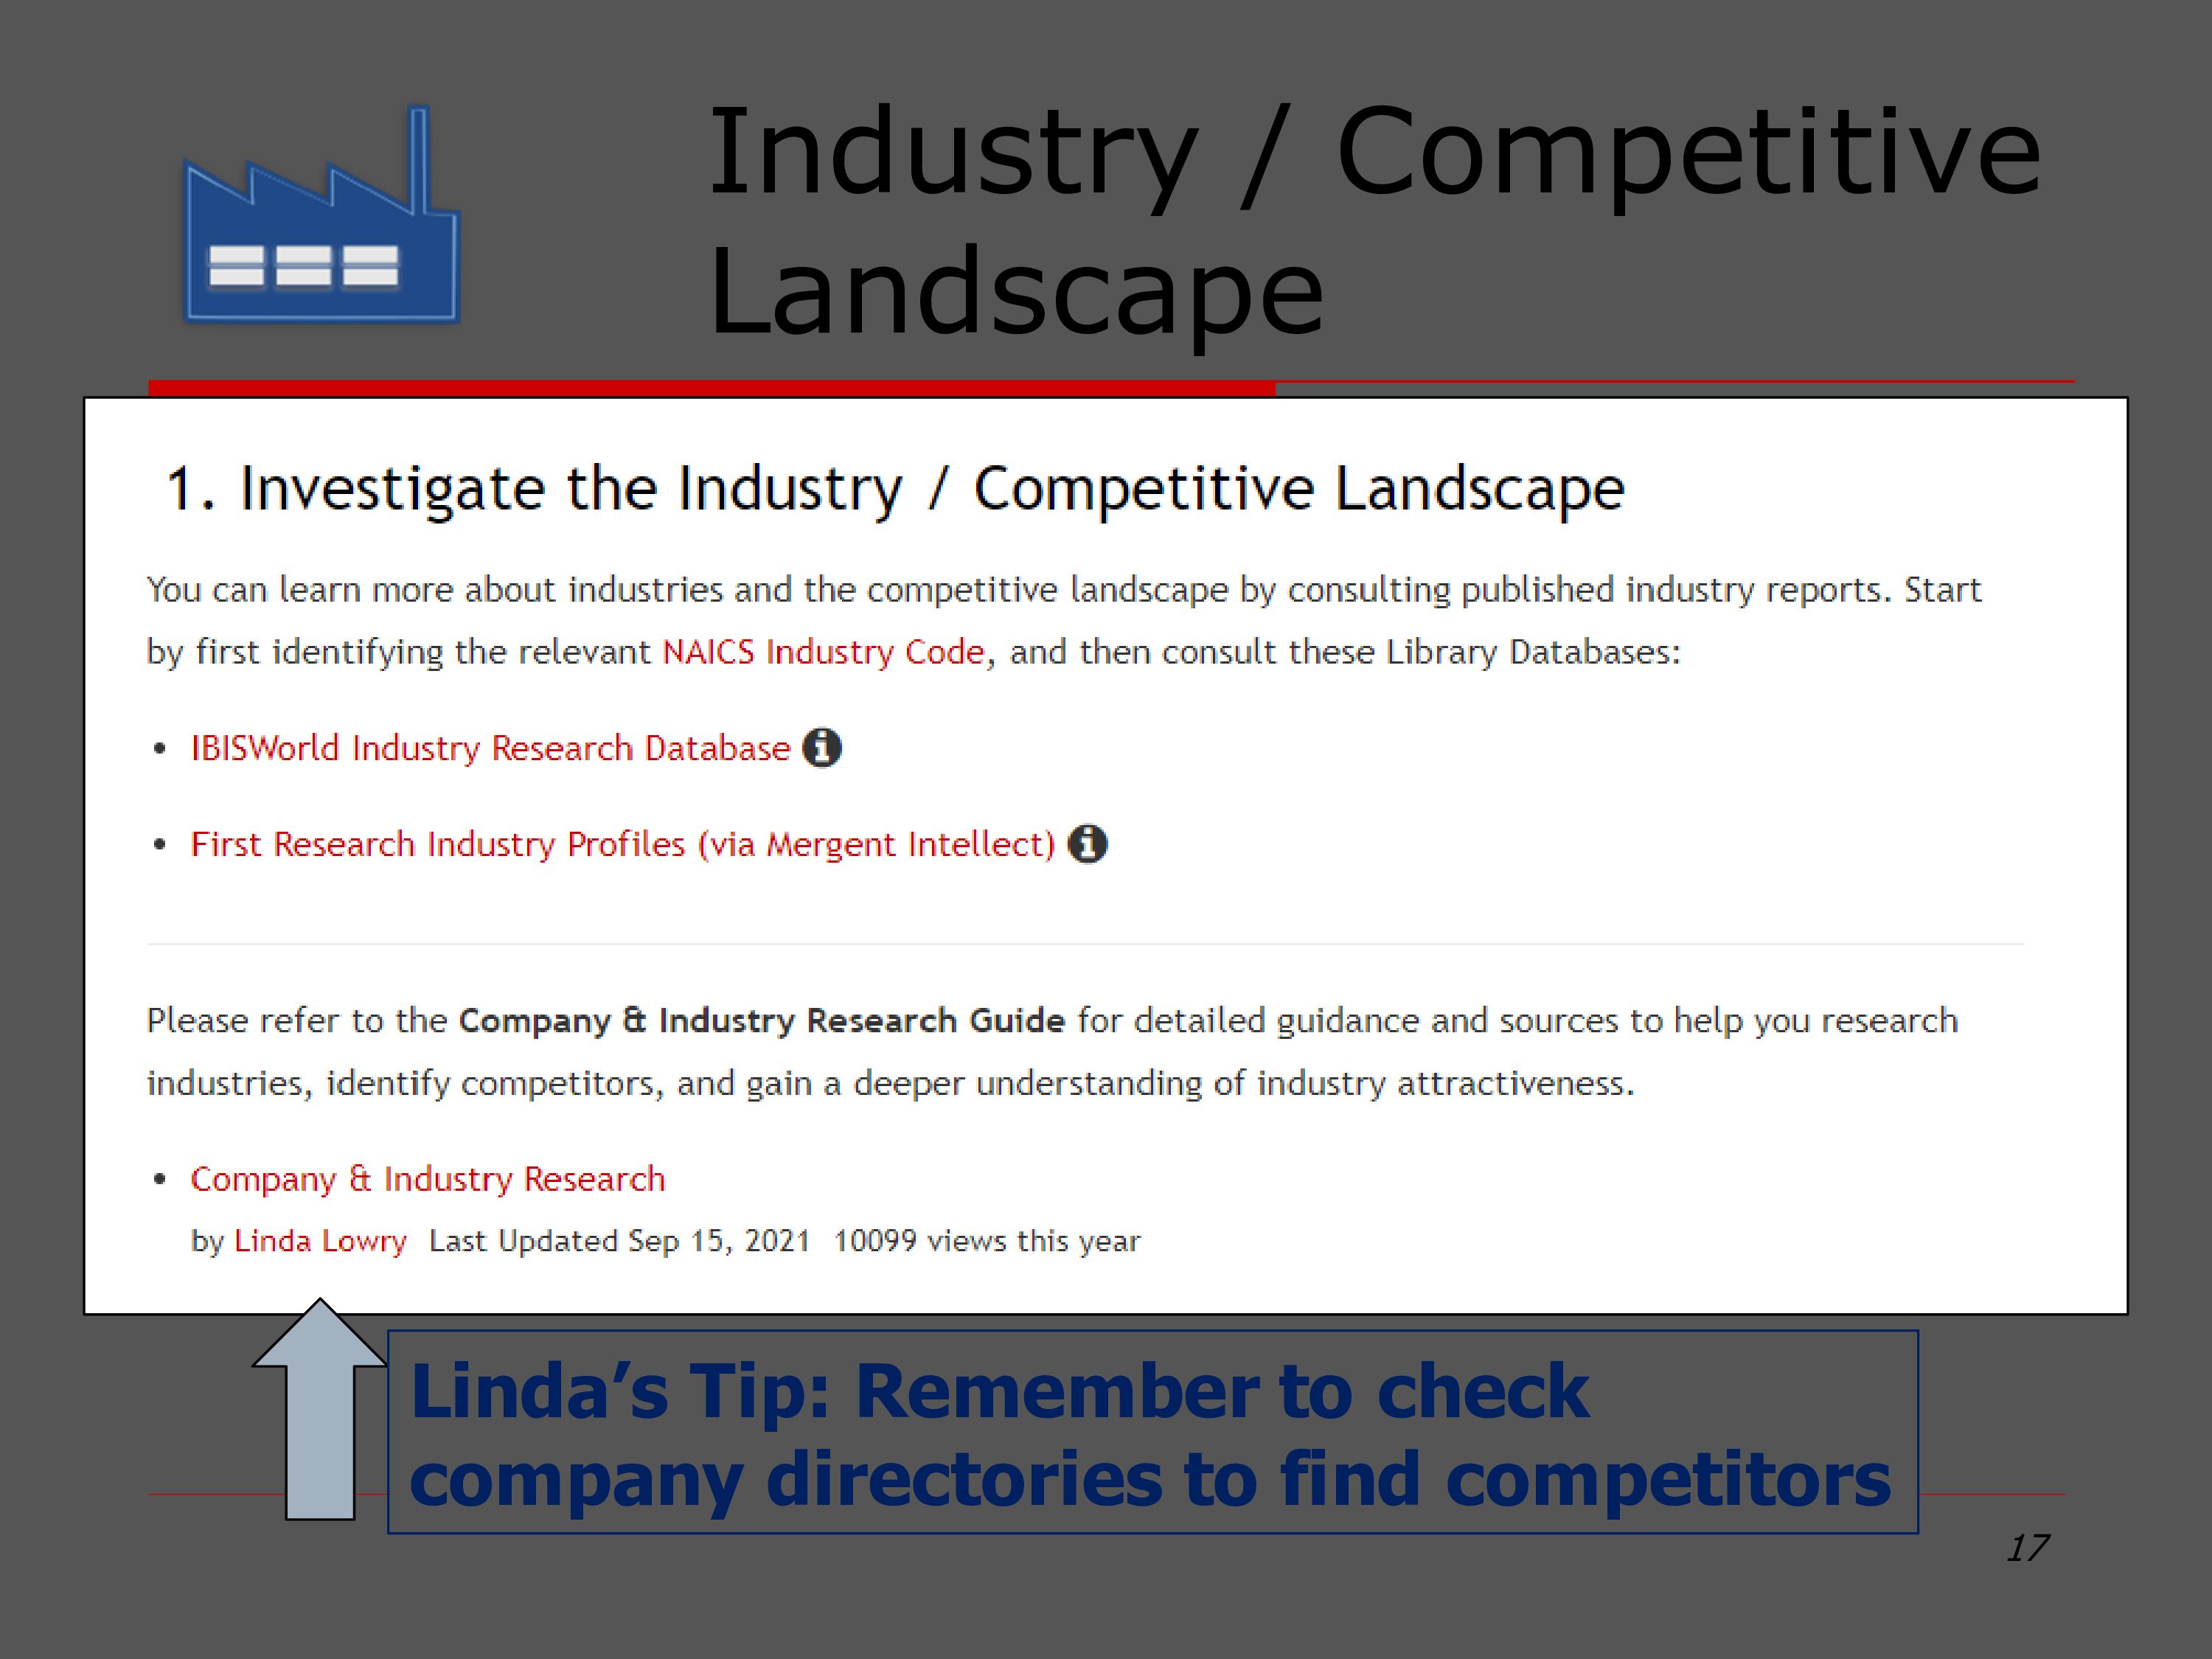 Industry / Competitive
Landscape
1. Investigate the Industry / Competitive Landscape
You can learn more about industries and the competitive landscape by consulting published industry reports. Start
by first identifying the relevant NAICS Industry Code, and then consult these Library Databases:
• IBISWorld Industry Research Database
• First Research Industry Profiles (via Mergent Intellect)
Please refer to the Company & Industry Research Guide for detailed guidance and sources to help you research
industries, identify competitors, and gain a deeper understanding of industry attractiveness.
• Company & Industry Research
by Linda Lowry Last Updated Sep 15, 2021 10099 views this year
Linda’s Tip: Remember to check
company directories to find competitors
17